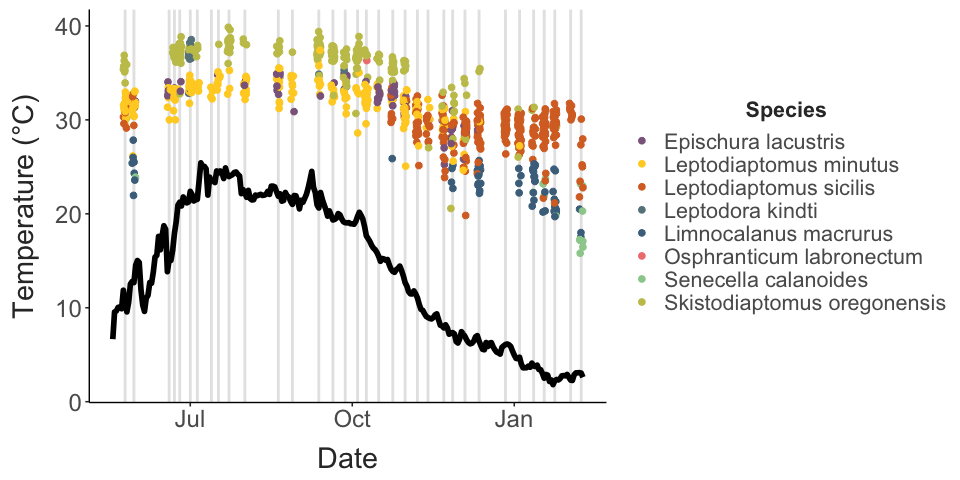 40
30
20
10
0
Temperature (°C)
Jul
Oct
Jan
Date
Species
Epischura lacustris
Leptodiaptomus minutus
Leptodiaptomus sicilis
Leptodora kindti
Limnocalanus macrurus
Osphranticum labronectum
Senecella calanoides
Skistodiaptomus oregonensis